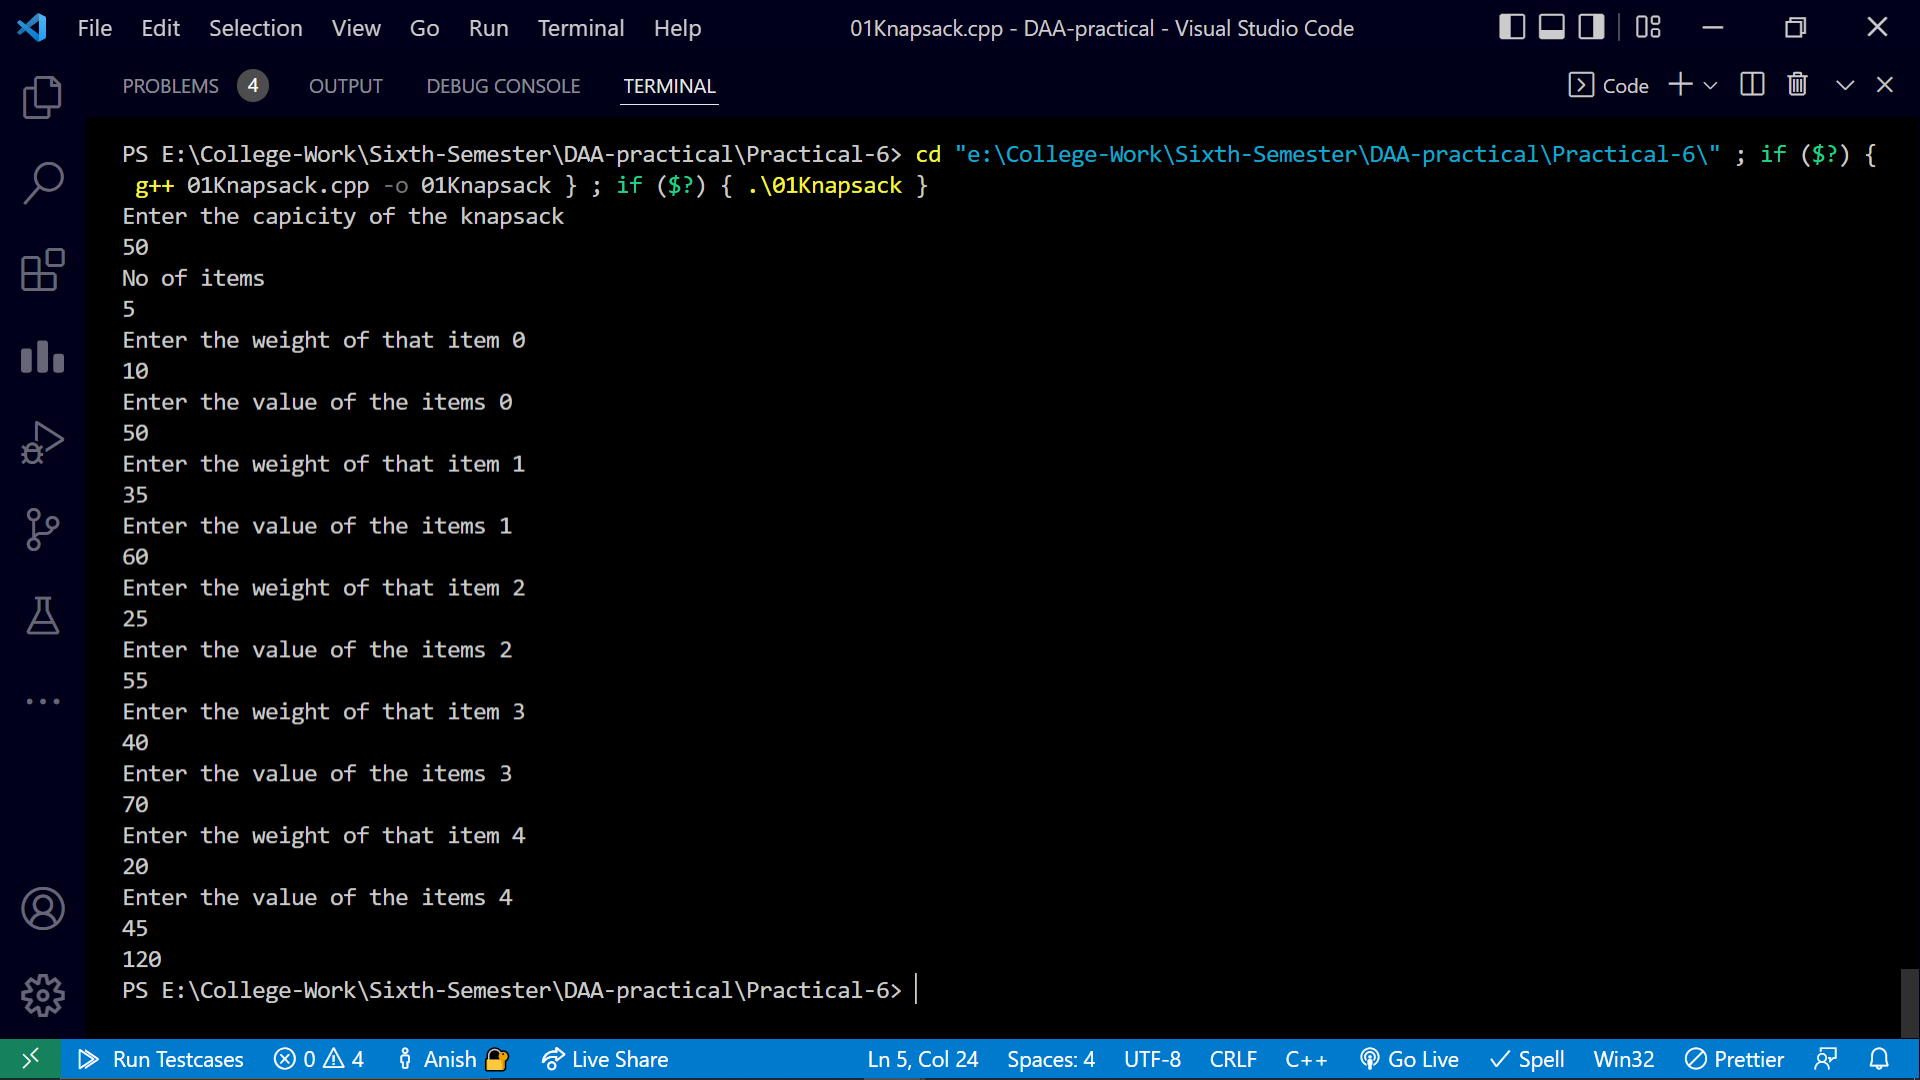 File Edit Selection View Go Run Terminal Help 01Knapsack.cpp - DAA-practical - Visual Studio Code
PROBLEMS 4 OUTPUT DEBUG CONSOLE TERMINAL Code
PS E:\College-Work\Sixth-Semester\DAA-practical\Practical-6> cd "e:\College-Work\Sixth-Semester\DAA-practical\Practical-6\" ; if ($?) {
g++ 01Knapsack.cpp -o 01Knapsack } ; if ($?) { .\01Knapsack }
Enter the capicity of the knapsack
50
No of items
5
Enter the weight of that item 0
10
Enter the value of the items 0
50
Enter the weight of that item 1
35
Enter the value of the items 1
60
Enter the weight of that item 2
25
Enter the value of the items 2
55
Enter the weight of that item 3
40
Enter the value of the items 3
70
Enter the weight of that item 4
20
Enter the value of the items 4
45
120
PS E:\College-Work\Sixth-Semester\DAA-practical\Practical-6>
Run Testcases 0 4 Anish Live Share Ln 5, Col 24 Spaces: 4 UTF-8 CRLF C++ Go Live Spell Win32 Prettier